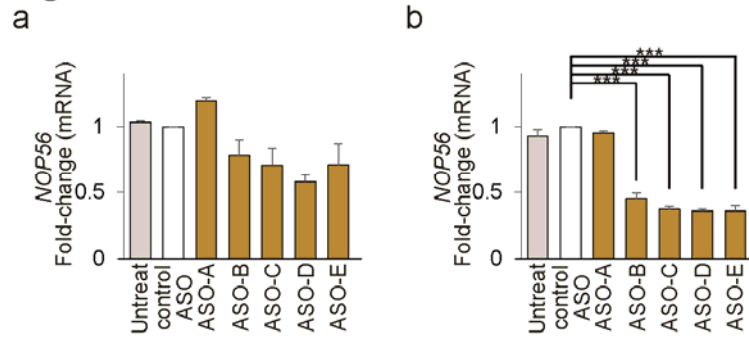 a
NOP56
Fold-change (mRNA)
1
0.5
0
Untreat
control
ASO
ASO-A
ASO-B
ASO-C
ASO-D
ASO-E
b
NOP56
Fold-change (mRNA)
1
0.5
0
***
***
***
***
Untreat
control
ASO
ASO-A
ASO-B
ASO-C
ASO-D
ASO-E